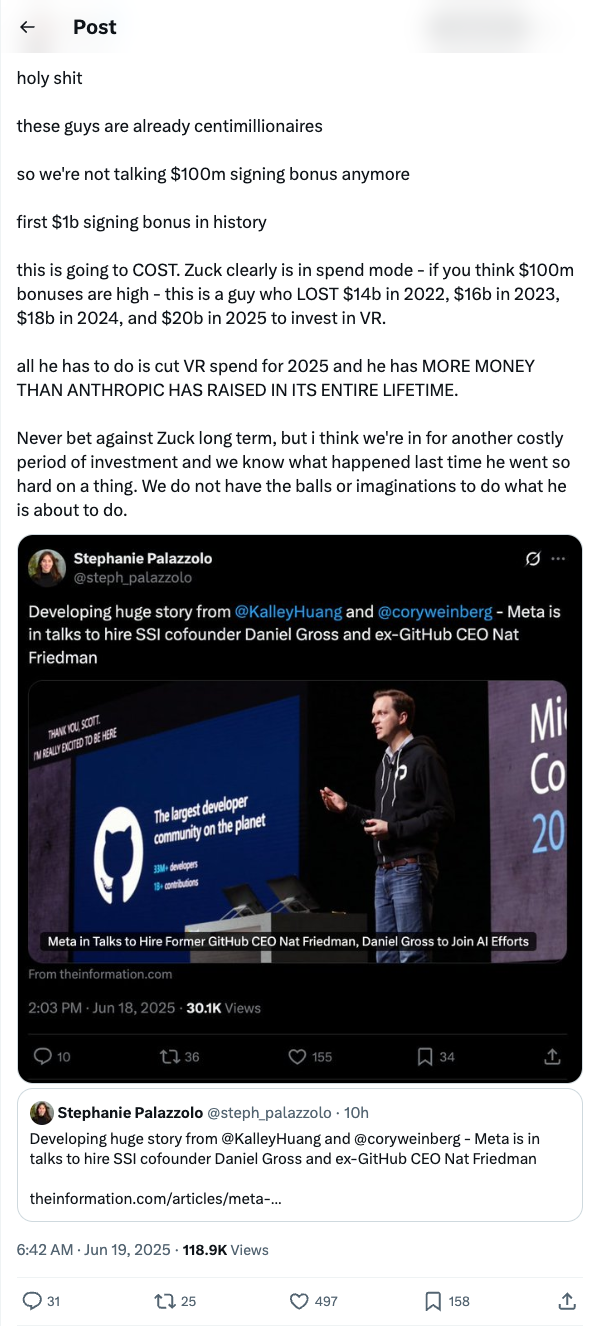 Post
holy shit
these guys are already centimillionaires
so we're not talking $100m signing bonus anymore
first $1b signing bonus in history
this is going to COST. Zuck clearly is in spend mode - if you think $100m
bonuses are high - this is a guy who LOST $14b in 2022, $16b in 2023,
$18b in 2024, and $20b in 2025 to invest in VR.
all he has to do is cut VR spend for 2025 and he has MORE MONEY
THAN ANTHROPIC HAS RAISED IN ITS ENTIRE LIFETIME.
Never bet against Zuck long term, but i think we're in for another costly
period of investment and we know what happened last time he went so
hard on a thing. We do not have the balls or imaginations to do what he
is about to do.
Stephanie Palazzolo
@steph_palazzolo
Developing huge story from @KalleyHuang and @coryweinberg - Meta is
in talks to hire SSI cofounder Daniel Gross and ex-GitHub CEO Nat
Friedman
THANK YOU, SCOTT.
I'M REALLY EXCITED TO BE HERE
The largest developer
community on the planet
33M+ developers
1B+ contributions
Mi
Co
20
Meta in Talks to Hire Former GitHub CEO Nat Friedman, Daniel Gross to Join AI Efforts
From theinformation.com
2:03 PM · Jun 18, 2025 · 30.1K Views
10 36 155 34
Stephanie Palazzolo @steph_palazzolo · 10h
Developing huge story from @KalleyHuang and @coryweinberg - Meta is in
talks to hire SSI cofounder Daniel Gross and ex-GitHub CEO Nat Friedman
theinformation.com/articles/meta-...
6:42 AM · Jun 19, 2025 · 118.9K Views
31 25 497 158